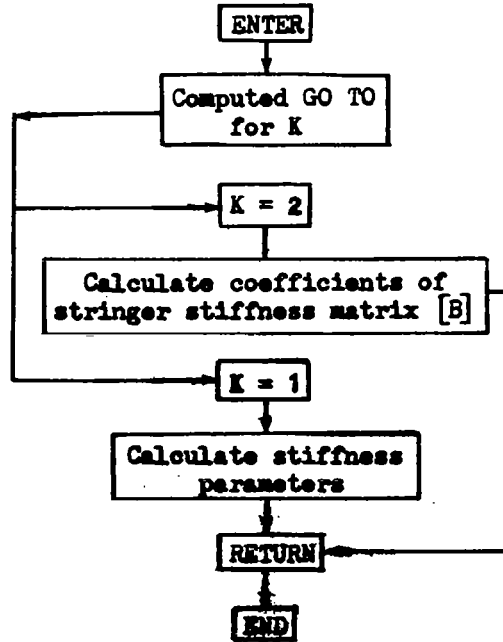 ENTER
Computed GO TO
for K
K = 2
Calculate coefficients of
stringer stiffness matrix [B]
K = 1
Calculate stiffness
parameters
RETURN
END